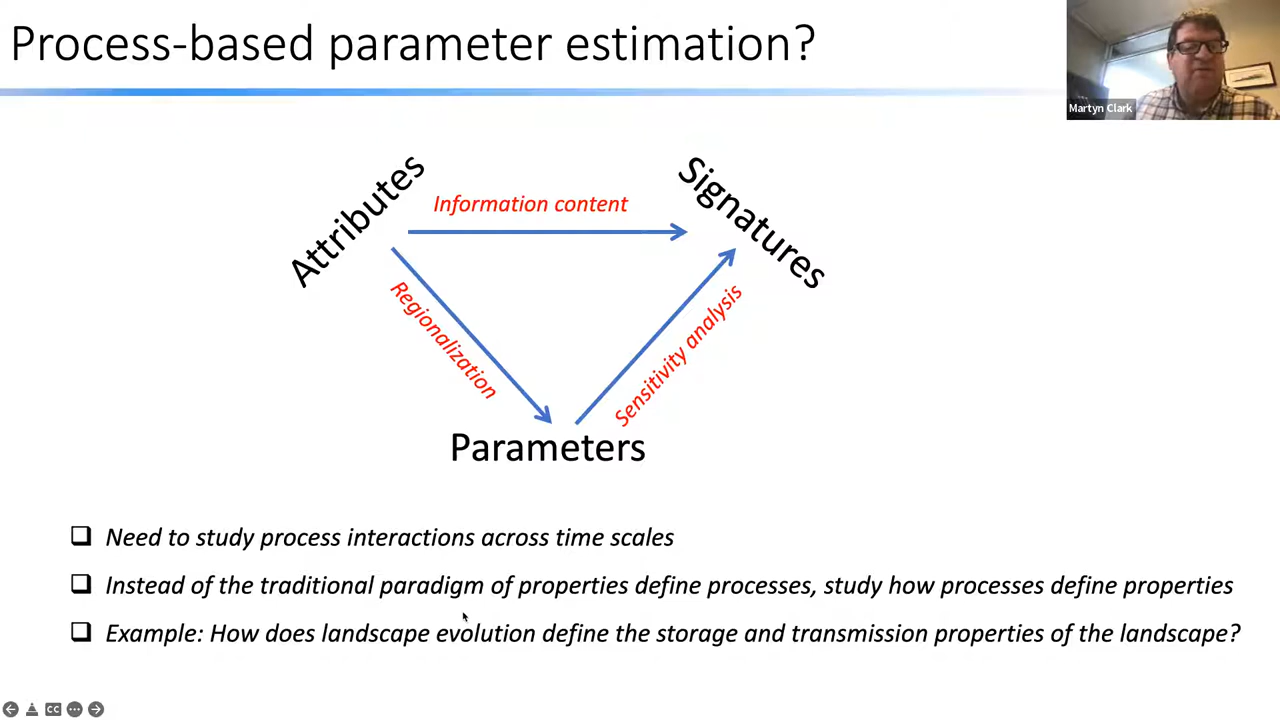 Process-based parameter estimation?
Martyn Clark
Attributes
Information content
Signatures
Regionalization
Sensitivity analysis
Parameters
Need to study process interactions across time scales
Instead of the traditional paradigm of properties define processes, study how processes define properties
Example: How does landscape evolution define the storage and transmission properties of the landscape?
CC